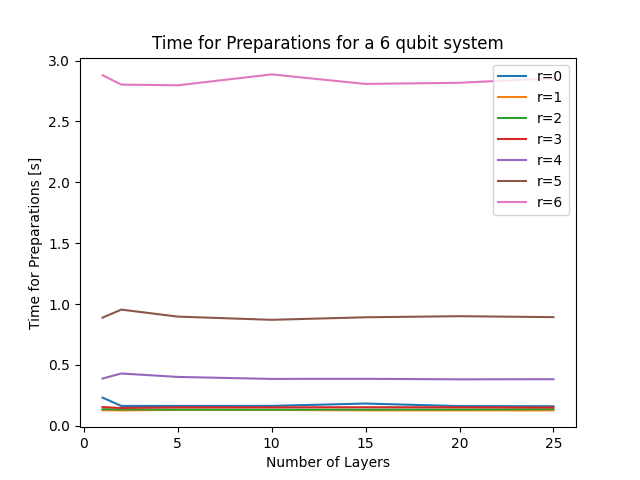 Time for Preparations for a 6 qubit system
Time for Preparations [s]
3.0
2.5
2.0
1.5
1.0
0.5
0.0
0
5
10
15
20
25
Number of Layers
r=0
r=1
r=2
r=3
r=4
r=5
r=6